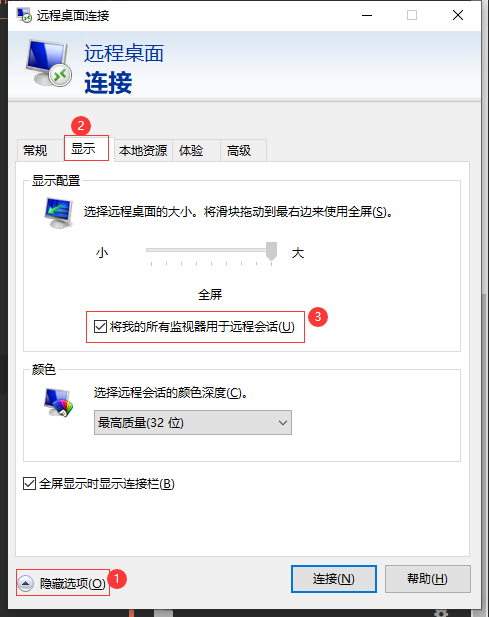 远程桌面连接
远程桌面
连接
2
常规 显示 本地资源 体验 高级
显示配置
选择远程桌面的大小。将滑块拖动到最右边来使用全屏(S)。
小 大
全屏
将我的所有监视器用于远程会话(U) 3
颜色
选择远程会话的颜色深度(C)。
最高质量(32 位)
全屏显示时显示连接栏(B)
隐藏选项(O) 1 连接(N) 帮助(H)